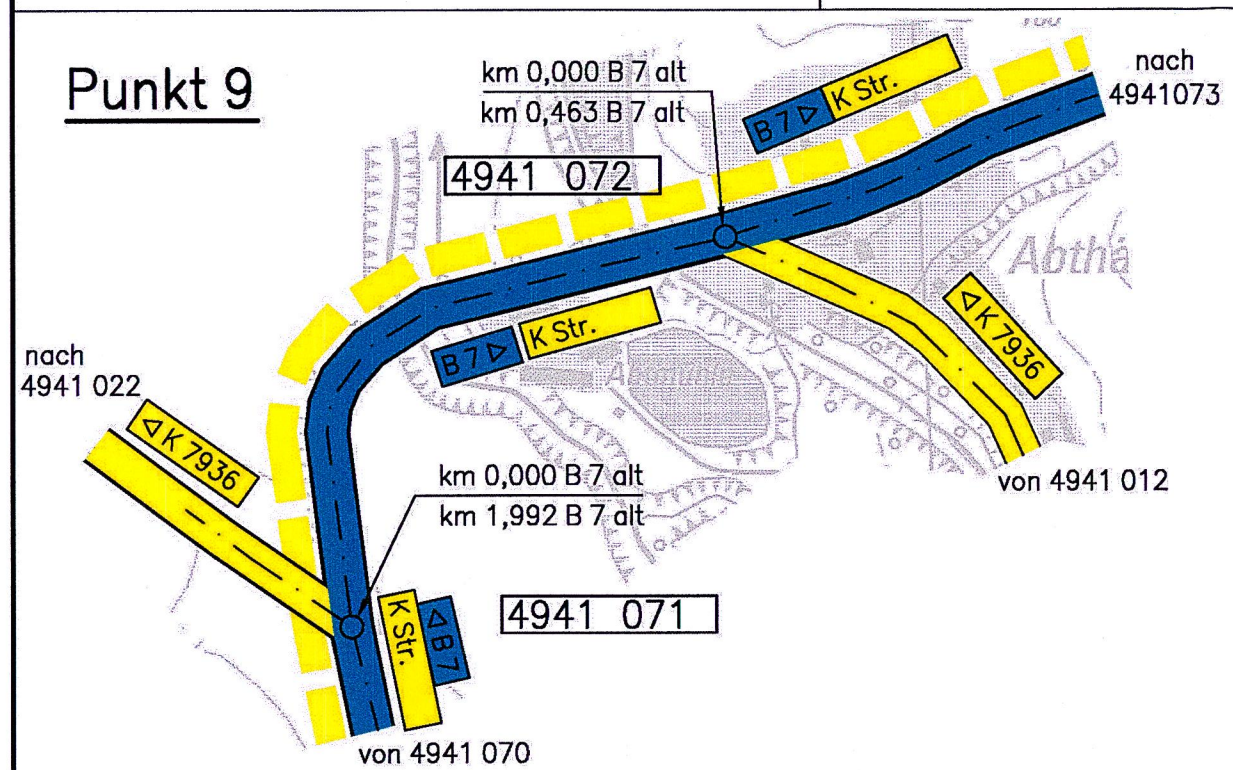 Punkt 9
km 0,000 B 7 alt
km 0,463 B 7 alt
B 7 K Str.
nach
4941073
4941 072
Abthä
K 7936
B 7 K Str.
nach
4941 022
K 7936
km 0,000 B 7 alt
km 1,992 B 7 alt
von 4941 012
4941 071
K Str.
B 7
von 4941 070